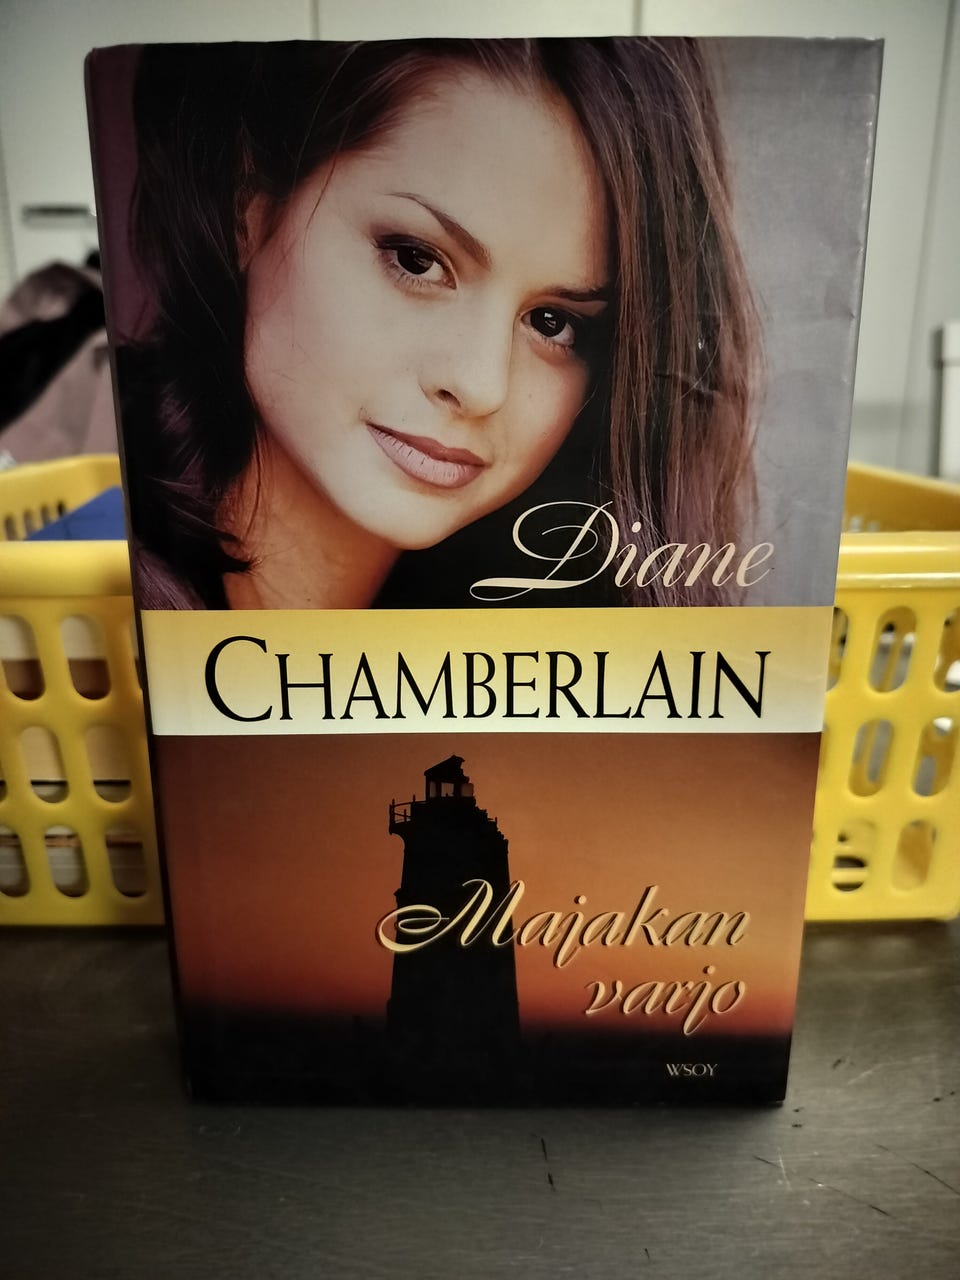 Diane
CHAMBERLAIN
Majakan
varjo
WSOY